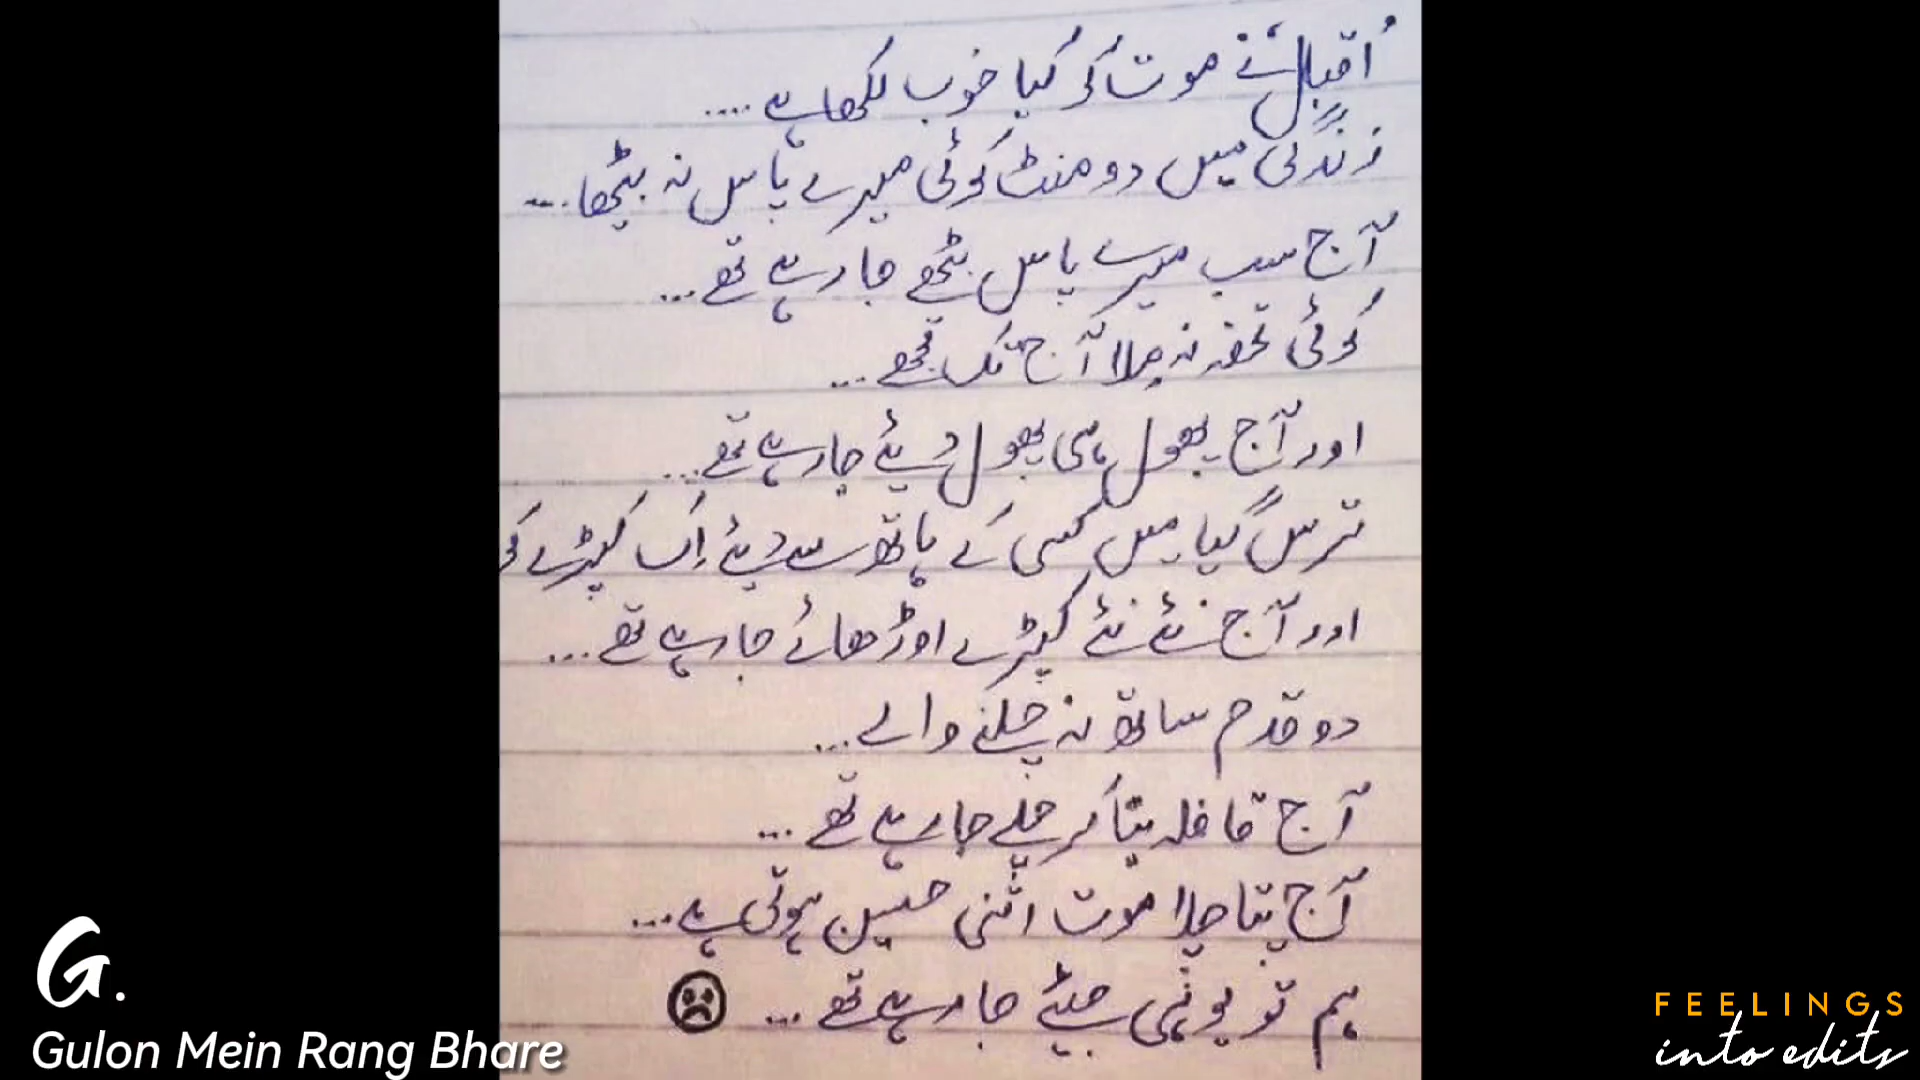 اقبال نے موت کو کیا خوب لکھا ہے ....
زندگی میں دو منٹ کوئی میرے پاس نہ بیٹھا ....
آج سب میرے پاس بیٹھے جا رہے تھے ...
کوئی تحفہ نہ ملا آج تک مجھے ...
اور آج پھول ہی پھول دیئے جا رہے تھے ...
ترس گیا میں کسی کے ہاتھ سے دیئے اِک کپڑے کو
اور آج نئے نئے کپڑے اوڑھائے جا رہے تھے ...
دو قدم ساتھ نہ چلنے والے ...
آج قافلہ بنا کر چلے جا رہے تھے ...
آج پتا چلا موت اتنی حسین ہوتی ہے ...
ہم تو یونہی جیئے جا رہے تھے ...
G.
Gulon Mein Rang Bhare
FEELINGS
into edits